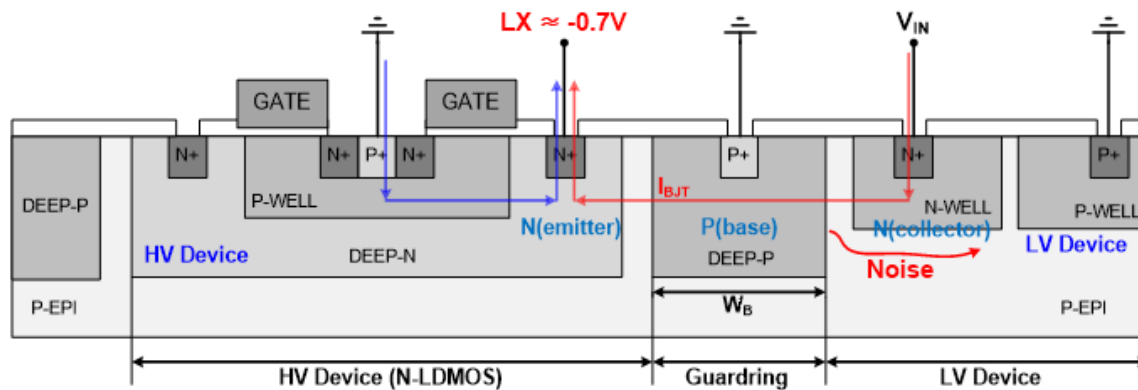 LX ≈ -0.7V
V_IN
GATE
GATE
N+
N+
P+
N+
N+
P+
N+
P+
DEEP-P
P-WELL
I_BJT
N-WELL
P-WELL
N(emitter)
P(base)
N(collector)
HV Device
DEEP-N
DEEP-P
LV Device
Noise
P-EPI
W_B
P-EPI
HV Device (N-LDMOS)
Guardring
LV Device